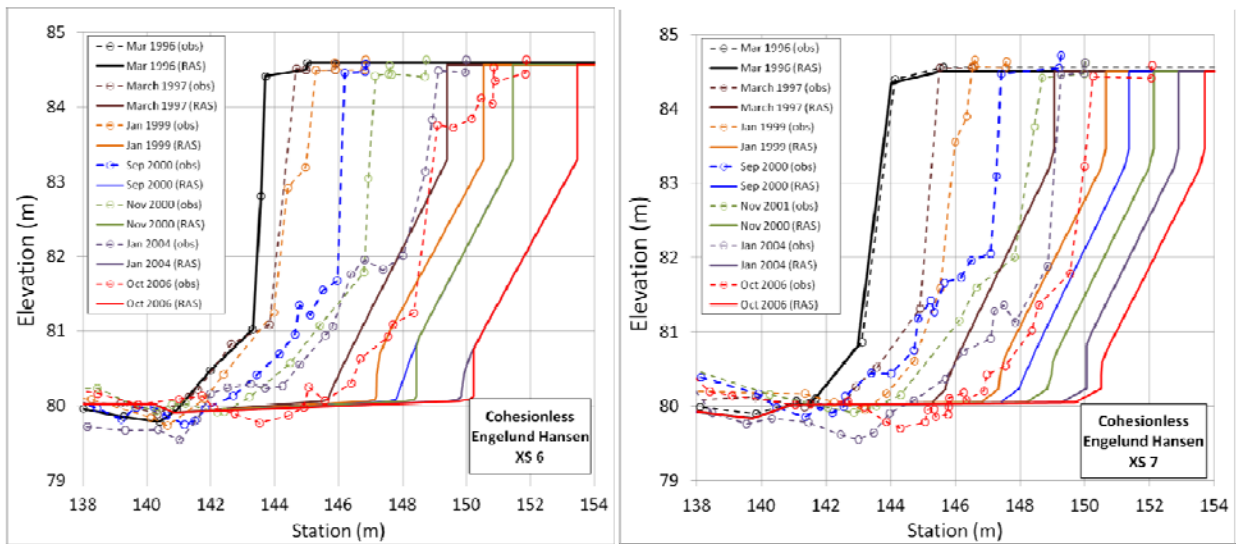 85
84
83
82
81
80
79
Elevation (m)
Mar 1996 (obs)
Mar 1996 (RAS)
March 1997 (obs)
March 1997 (RAS)
Jan 1999 (obs)
Jan 1999 (RAS)
Sep 2000 (obs)
Sep 2000 (RAS)
Nov 2000 (obs)
Nov 2000 (RAS)
Jan 2004 (obs)
Jan 2004 (RAS)
Oct 2006 (obs)
Oct 2006 (RAS)
Cohesionless
Engelund Hansen
XS 6
138 140 142 144 146 148 150 152 154
Station (m)
85
84
83
82
81
80
79
Elevation (m)
Mar 1996 (obs)
Mar 1996 (RAS)
March 1997 (obs)
March 1997 (RAS)
Jan 1999 (obs)
Jan 1999 (RAS)
Sep 2000 (obs)
Sep 2000 (RAS)
Nov 2001 (obs)
Nov 2000 (RAS)
Jan 2004 (obs)
Jan 2004 (RAS)
Oct 2006 (obs)
Oct 2006 (RAS)
Cohesionless
Engelund Hansen
XS 7
138 140 142 144 146 148 150 152 154
Station (m)